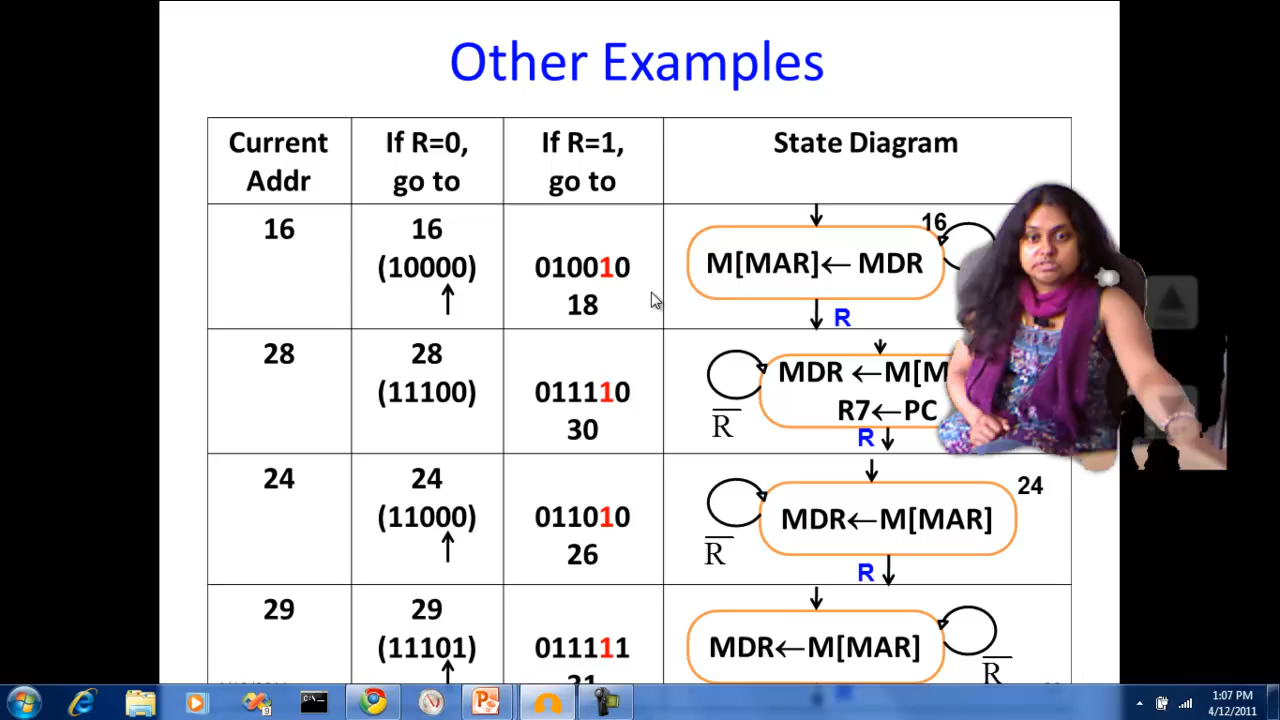 Other Examples
Current Addr
If R=0, go to
If R=1, go to
State Diagram
16
16
(10000)
010010
18
16
M[MAR]← MDR
R
28
28
(11100)
011110
30
MDR ←M[M
R7←PC
R
R
24
24
(11000)
011010
26
24
MDR←M[MAR]
R
R
29
29
(11101)
011111
31
MDR←M[MAR]
R
1:07 PM
4/12/2011